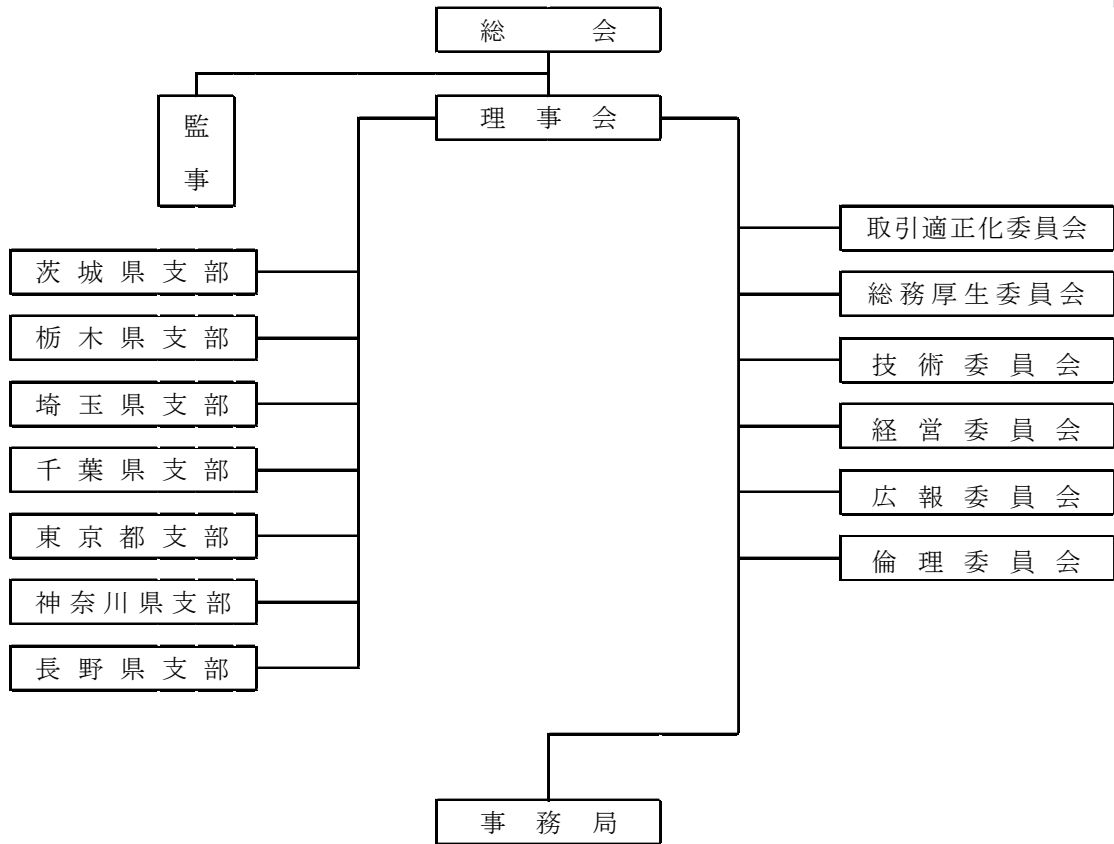 総会
理事会
監事
茨城県支部
栃木県支部
埼玉県支部
千葉県支部
東京都支部
神奈川県支部
長野県支部
取引適正化委員会
総務厚生委員会
技術委員会
経営委員会
広報委員会
倫理委員会
事務局